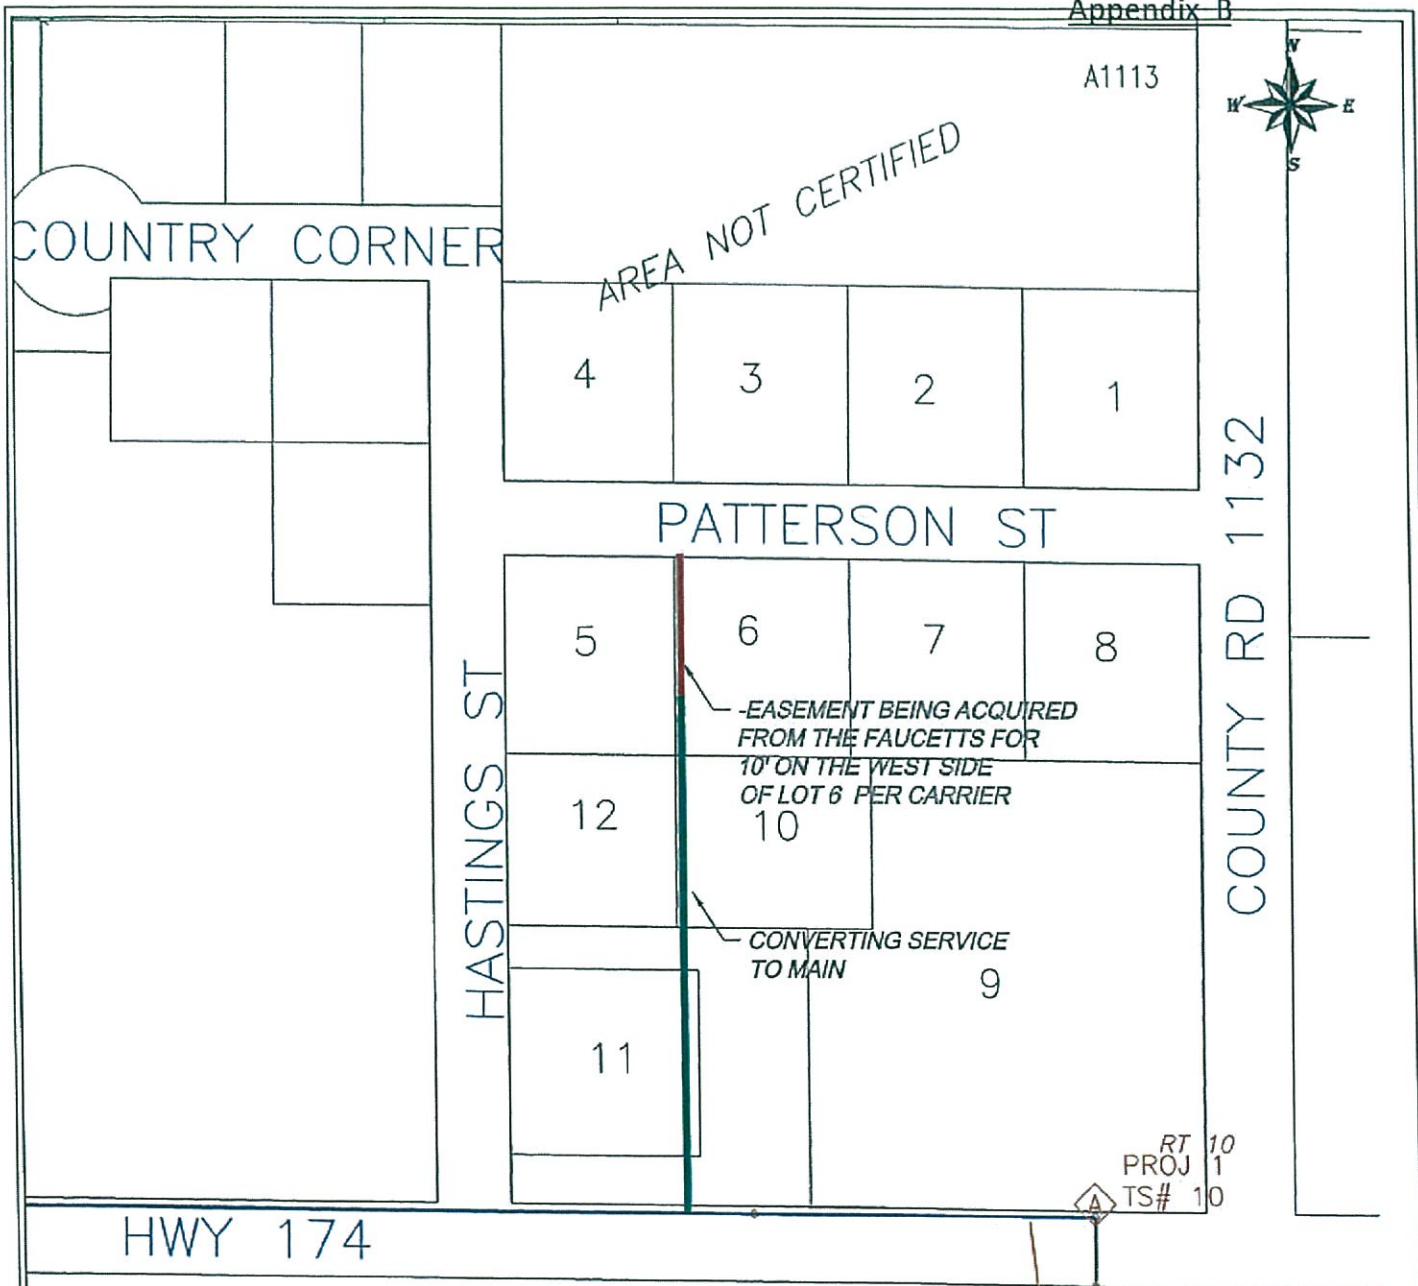 Appendix B
A1113
N
W E
S
AREA NOT CERTIFIED
COUNTRY CORNER
4
3
2
1
COUNTY RD 1132
PATTERSON ST
5
6
7
8
-EASEMENT BEING ACQUIRED
FROM THE FAUCETTS FOR
10' ON THE WEST SIDE
OF LOT 6 PER CARRIER
HASTINGS ST
12
10
CONVERTING SERVICE
TO MAIN
9
11
RT 10
PROJ 1
TS# 10
A
HWY 174